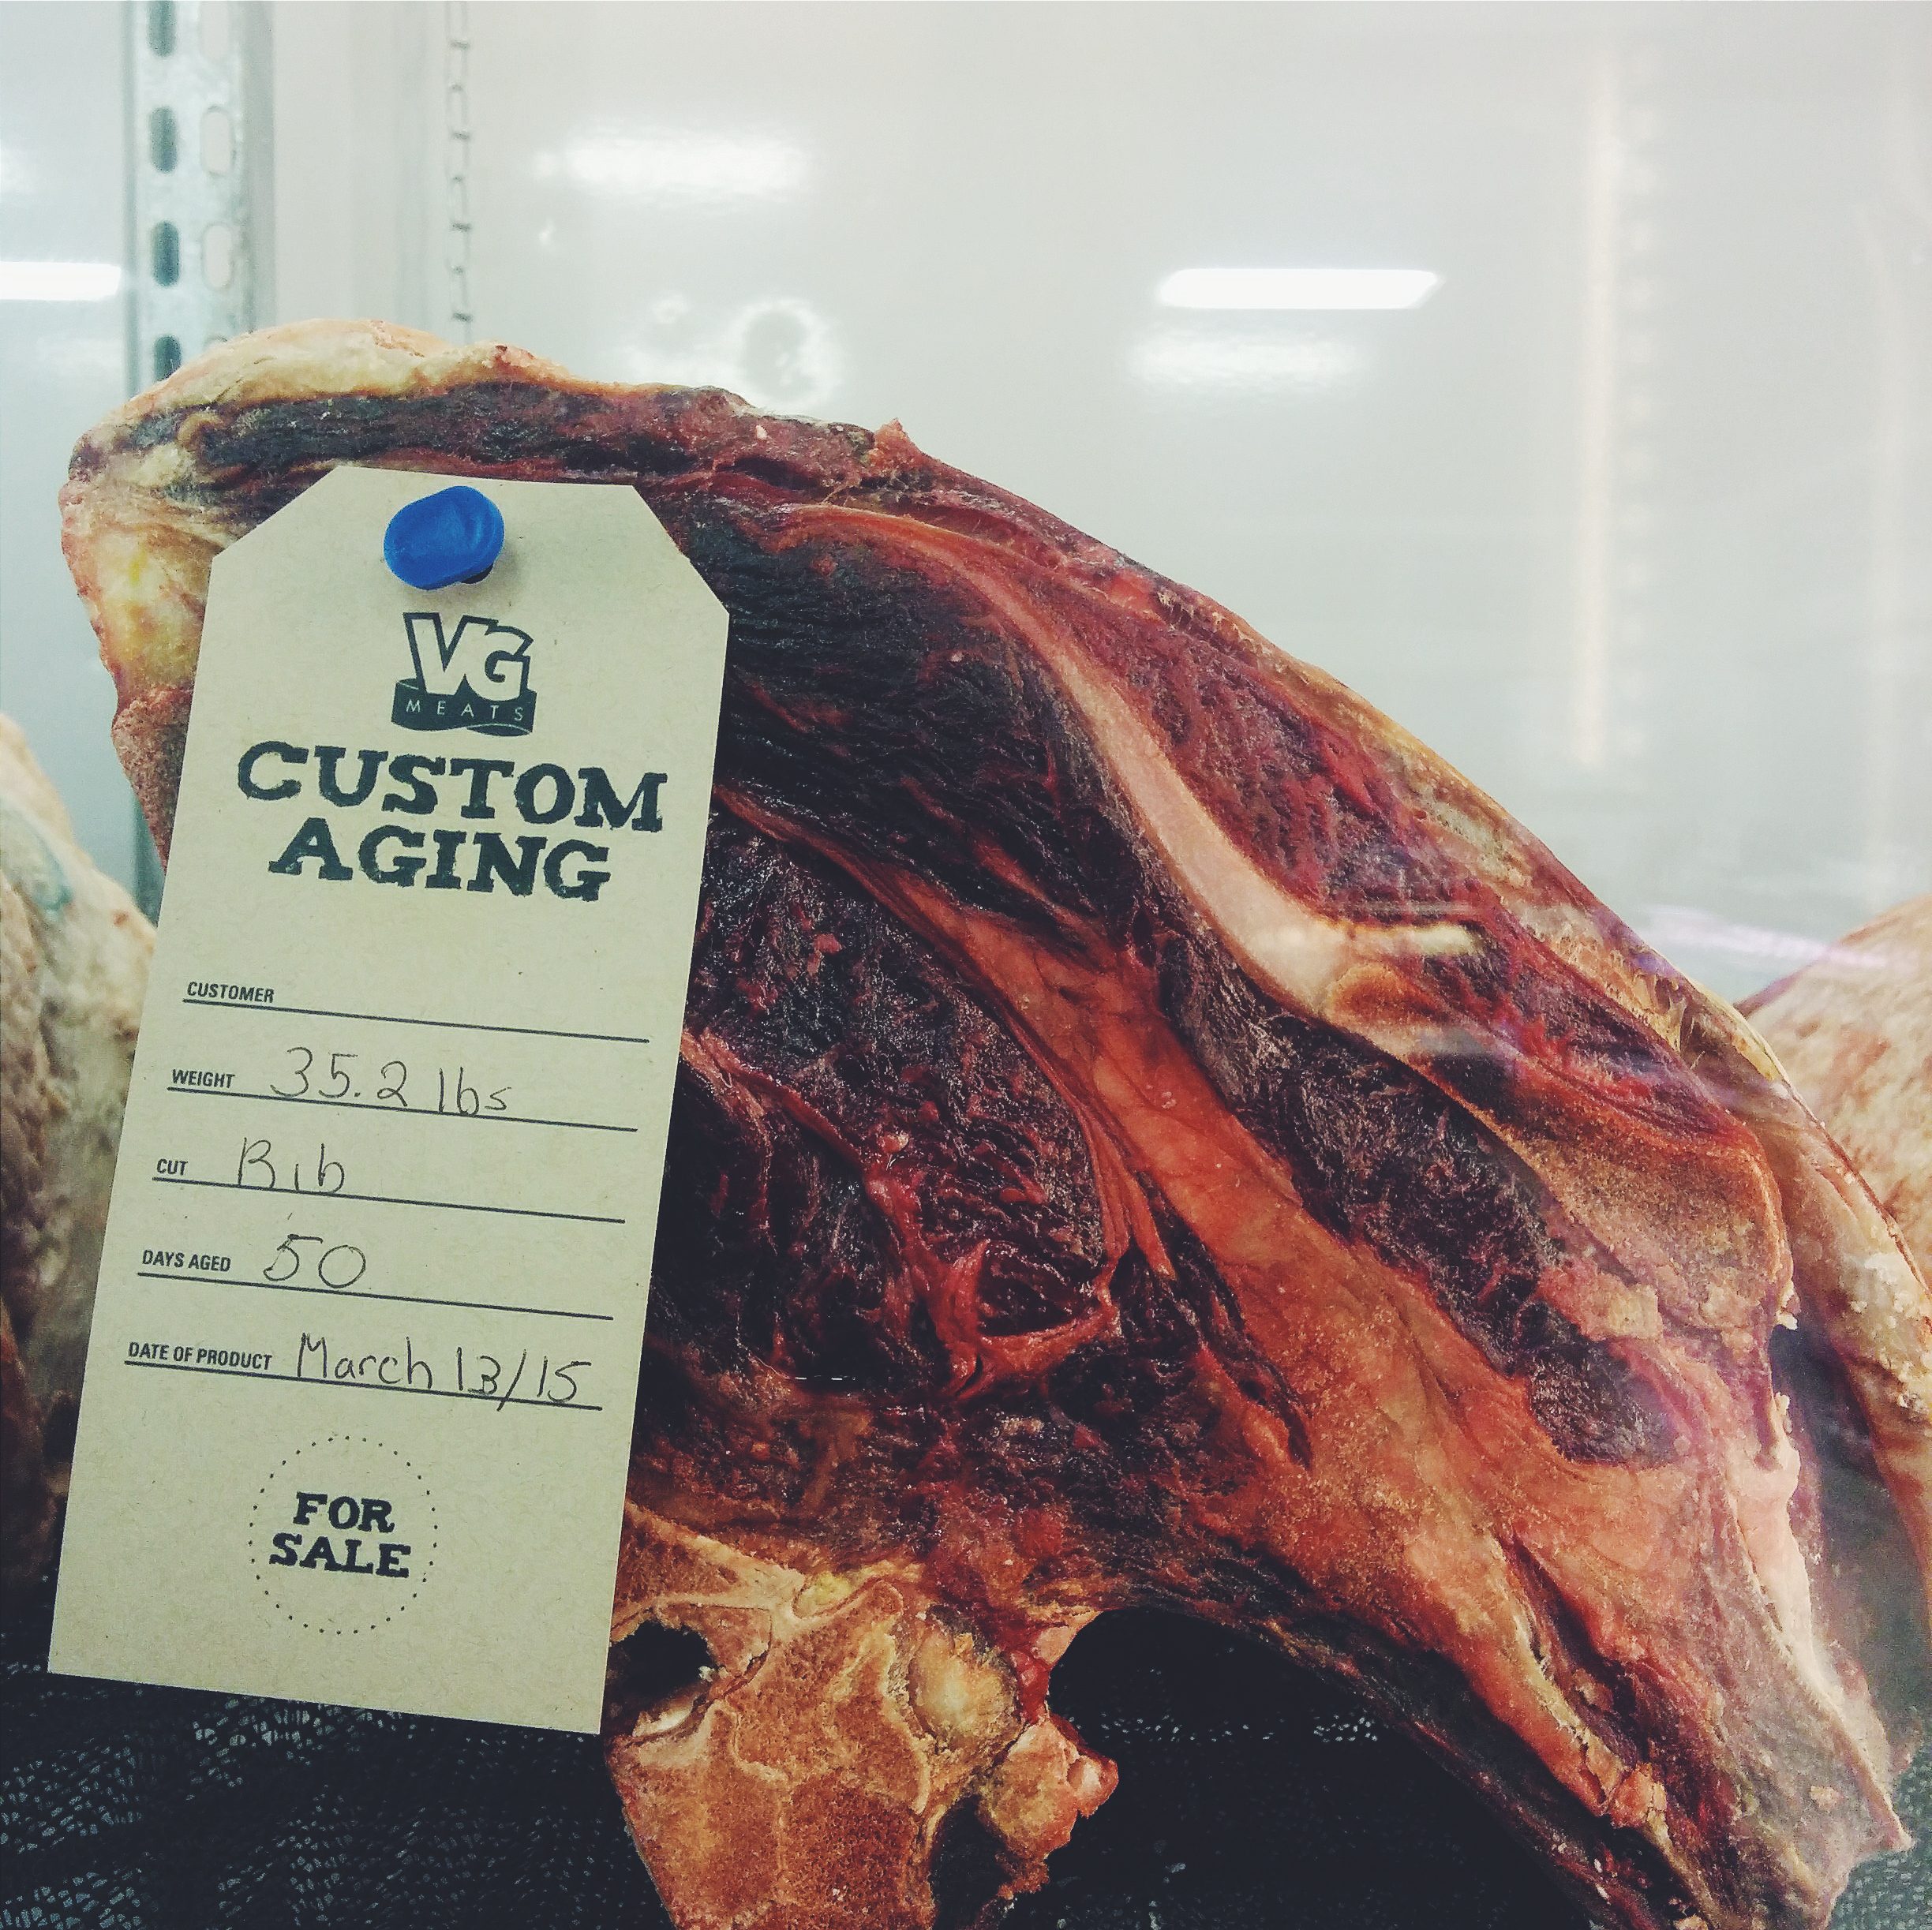 VG
MEATS
CUSTOM
AGING
CUSTOMER
WEIGHT 35.2 lbs
CUT Rib
DAYS AGED 50
DATE OF PRODUCT March 13/15
FOR
SALE